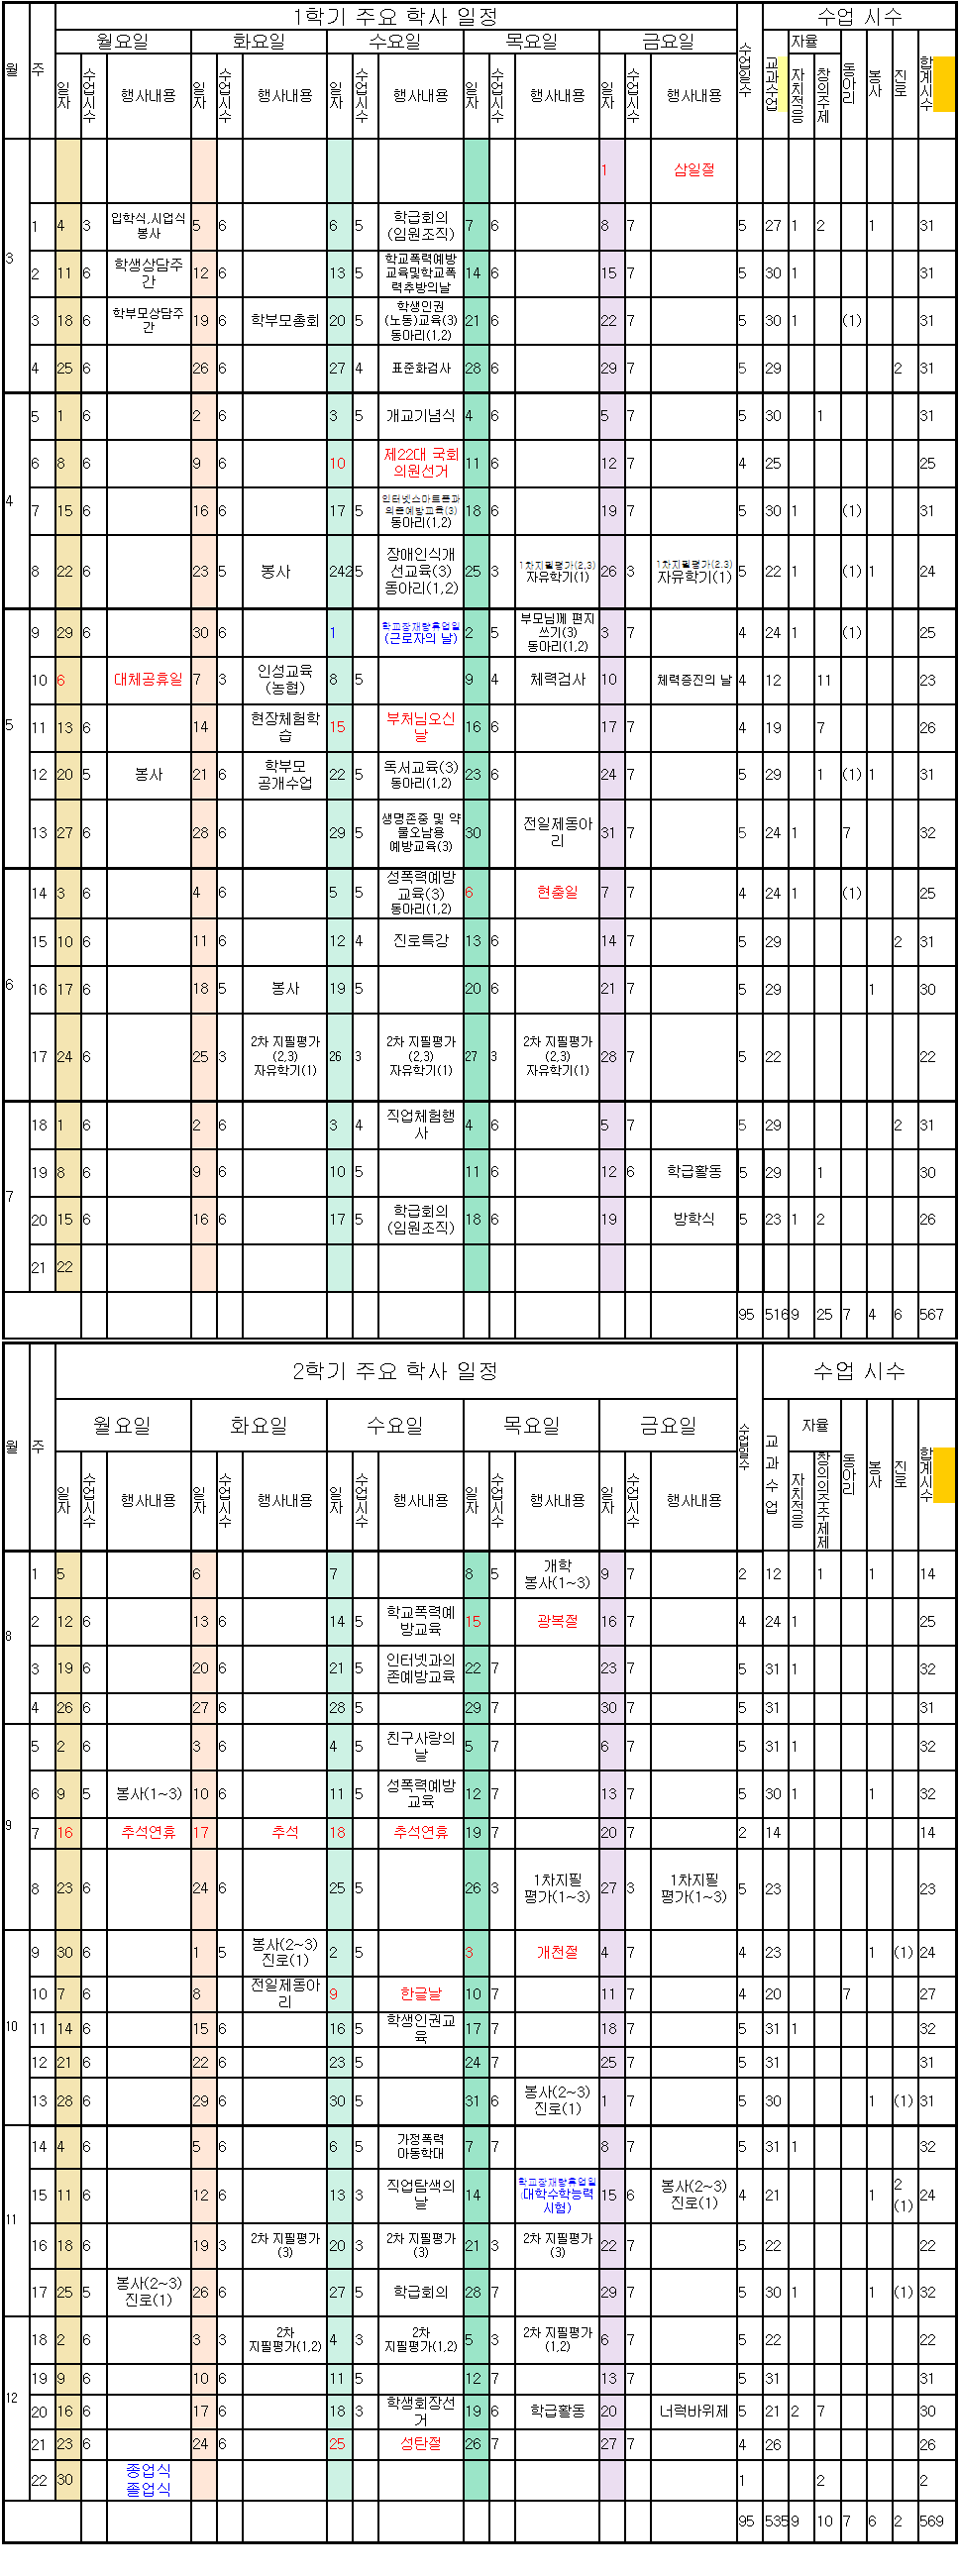 1학기 주요 학사 일정 수업 시수
월 주 월요일 화요일 수요일 목요일 금요일 수업일수 교과수업 자율 동아리 봉사 진로 합계시수
일자 수업시수 행사내용 일자 수업시수 행사내용 일자 수업시수 행사내용 일자 수업시수 행사내용 일자 수업시수 행사내용 자치적응 창의주제
3 1 삼일절
1 4 3 입학식,시업식 봉사 5 6 6 5 학급회의 (임원조직) 7 6 8 7 5 27 1 2 1 31
2 11 6 학생상담주간 12 6 13 5 학교폭력예방교육및학교폭력추방의날 14 6 15 7 5 30 1 31
3 18 6 학부모상담주간 19 6 학부모총회 20 5 학생인권(노동)교육(3) 동아리(1,2) 21 6 22 7 5 30 1 (1) 31
4 25 6 26 6 27 4 표준화검사 28 6 29 7 5 29 2 31
4 5 1 6 2 6 3 5 개교기념식 4 6 5 7 5 30 1 31
6 8 6 9 6 10 제22대 국회의원선거 11 6 12 7 4 25 25
7 15 6 16 6 17 5 인터넷스마트폰과의존예방교육(3) 동아리(1,2) 18 6 19 7 5 30 1 (1) 31
8 22 6 23 5 봉사 242 5 장애인식개선교육(3) 동아리(1,2) 25 3 1차지필평가(2,3) 자유학기(1) 26 3 1차지필평가(2,3) 자유학기(1) 5 22 1 (1) 1 24
5 9 29 6 30 6 1 학교장재량휴업일 (근로자의 날) 2 5 부모님께 편지쓰기(3) 동아리(1,2) 3 7 4 24 1 (1) 25
10 6 대체공휴일 7 3 인성교육 (농협) 8 5 9 4 체력검사 10 체력증진의 날 4 12 11 23
11 13 6 14 현장체험학습 15 부처님오신날 16 6 17 7 4 19 7 26
12 20 5 봉사 21 6 학부모 공개수업 22 5 독서교육(3) 동아리(1,2) 23 6 24 7 5 29 1 (1) 1 31
13 27 6 28 6 29 5 생명존중 및 약물오남용 예방교육(3) 30 전일제동아리 31 7 5 24 1 7 32
6 14 3 6 4 6 5 5 성폭력예방교육(3) 동아리(1,2) 6 현충일 7 7 4 24 1 (1) 25
15 10 6 11 6 12 4 진로특강 13 6 14 7 5 29 2 31
16 17 6 18 5 봉사 19 5 20 6 21 7 5 29 1 30
17 24 6 25 3 2차 지필평가(2,3) 자유학기(1) 26 3 2차 지필평가(2,3) 자유학기(1) 27 3 2차 지필평가(2,3) 자유학기(1) 28 7 5 22 22
7 18 1 6 2 6 3 4 직업체험행사 4 6 5 7 5 29 2 31
19 8 6 9 6 10 5 11 6 12 6 학급활동 5 29 1 30
20 15 6 16 6 17 5 학급회의 (임원조직) 18 6 19 방학식 5 23 1 2 26
21 22
95 516 9 25 7 4 6 567
2학기 주요 학사 일정 수업 시수
월 주 월요일 화요일 수요일 목요일 금요일 수업일수 교과수업 자율 동아리 봉사 진로 합계시수
일자 수업시수 행사내용 일자 수업시수 행사내용 일자 수업시수 행사내용 일자 수업시수 행사내용 일자 수업시수 행사내용 자치적응 창의주제
8 1 5 6 7 8 5 개학 봉사(1~3) 9 7 2 12 1 1 14
2 12 6 13 6 14 5 학교폭력예방교육 15 광복절 16 7 4 24 1 25
3 19 6 20 6 21 5 인터넷과의존예방교육 22 7 23 7 5 31 1 32
4 26 6 27 6 28 5 29 7 30 7 5 31 31
9 5 2 6 3 6 4 5 친구사랑의날 5 7 6 7 5 31 1 32
6 9 5 봉사(1~3) 10 6 11 5 성폭력예방교육 12 7 13 7 5 30 1 1 32
7 16 추석연휴 17 추석 18 추석연휴 19 7 20 7 2 14 14
8 23 6 24 6 25 5 26 3 1차지필평가(1~3) 27 3 1차지필평가(1~3) 5 23 23
10 9 30 6 1 5 봉사(2~3) 진로(1) 2 5 3 개천절 4 7 4 23 1 (1) 24
10 7 6 8 전일제동아리 9 한글날 10 7 11 7 4 20 7 27
11 14 6 15 6 16 5 학생인권교육 17 7 18 7 5 31 1 32
12 21 6 22 6 23 5 24 7 25 7 5 31 31
13 28 6 29 6 30 5 31 6 봉사(2~3) 진로(1) 1 7 5 30 1 (1) 31
11 14 4 6 5 6 6 5 가정폭력 아동학대 7 7 8 7 5 31 1 32
15 11 6 12 6 13 3 직업탐색의날 14 학교장재량휴업일 (대학수학능력시험) 15 6 봉사(2~3) 진로(1) 4 21 1 2 (1) 24
16 18 6 19 3 2차 지필평가(3) 20 3 2차 지필평가(3) 21 3 2차 지필평가(3) 22 7 5 22 22
17 25 5 봉사(2~3) 진로(1) 26 6 27 5 학급회의 28 7 29 7 5 30 1 1 (1) 32
12 18 2 6 3 3 2차 지필평가(1,2) 4 3 2차 지필평가(1,2) 5 3 2차 지필평가(1,2) 6 7 5 22 22
19 9 6 10 6 11 5 12 7 13 7 5 31 31
20 16 6 17 6 18 3 학생회장선거 19 6 학급활동 20 너럭바위제 5 21 2 7 30
21 23 6 24 6 25 성탄절 26 7 27 7 4 26 26
22 30 종업식 졸업식 1 2 2
95 535 9 10 7 6 2 569